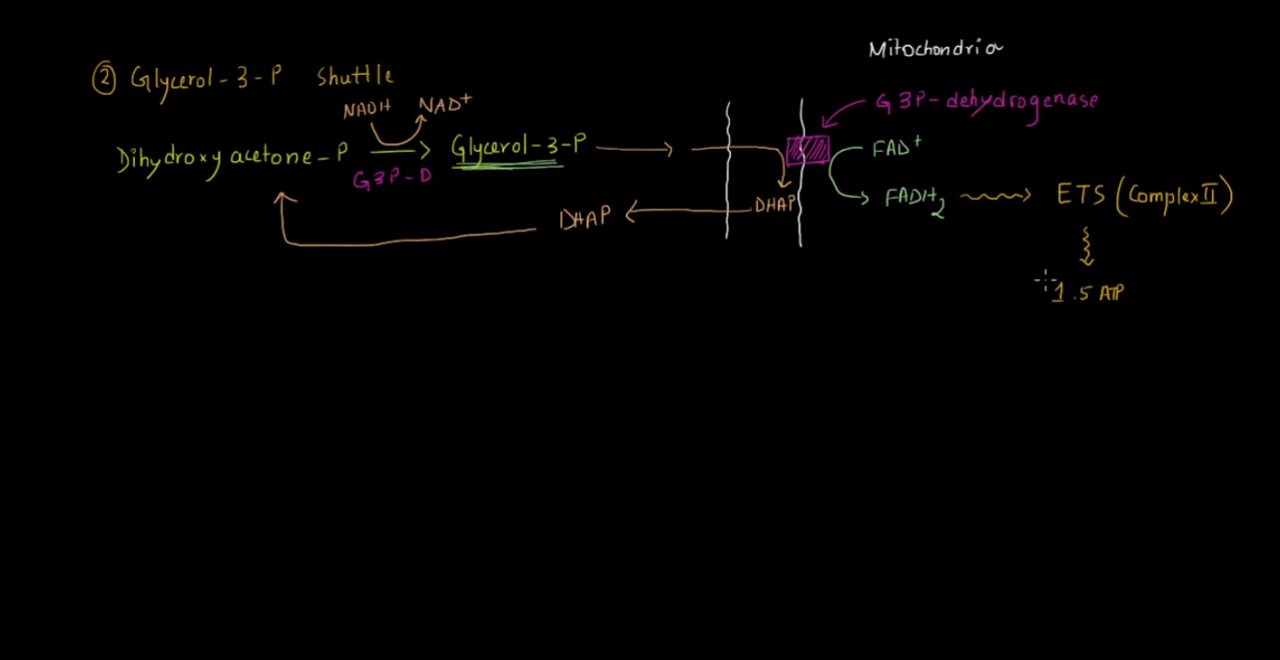 Mitochondria
② Glycerol-3-P Shuttle
NADH NAD+
G3P-dehydrogenase
Dihydroxy acetone-P Glycerol-3-P
FAD+
G3P-D
FADH2 ETS (Complex II)
DHAP DHAP
1.5 ATP